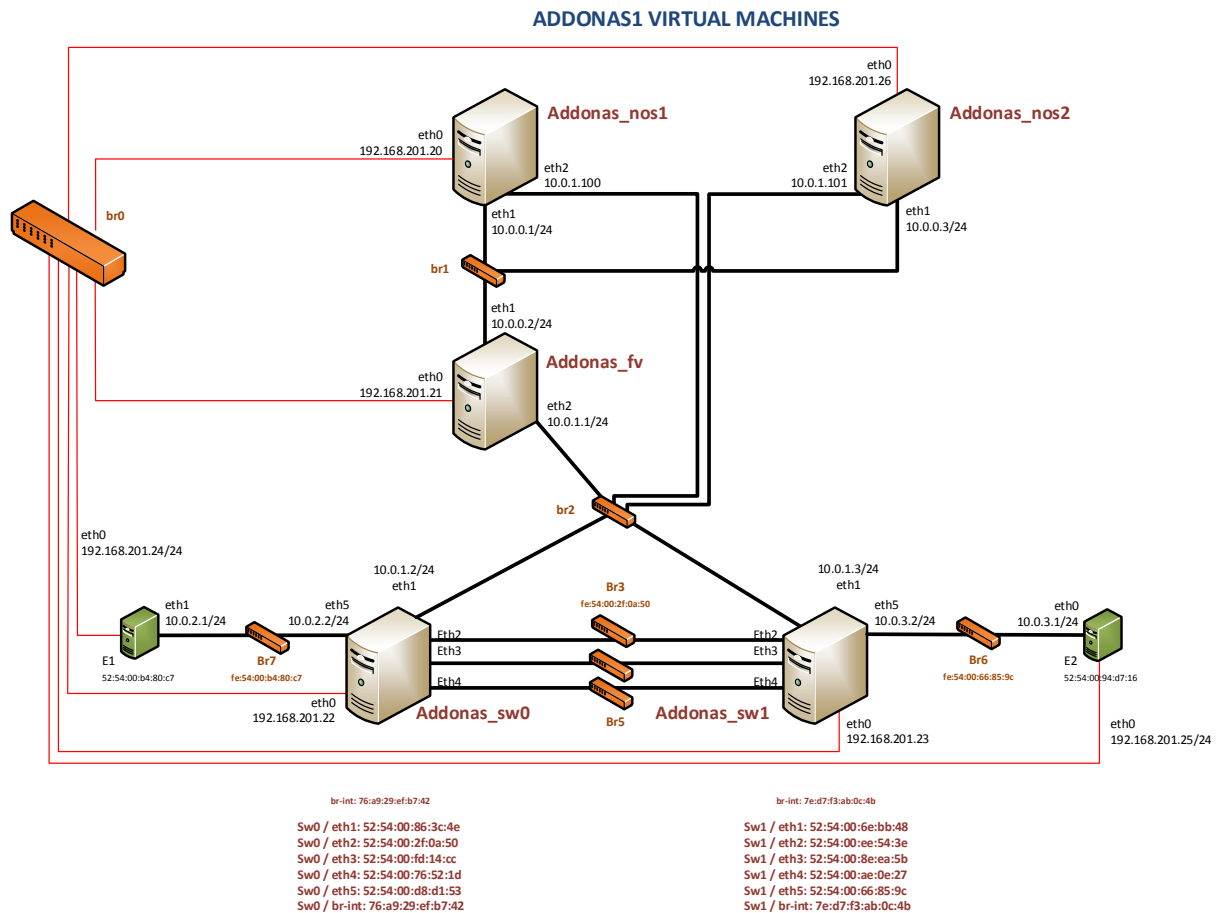 ADDONAS1 VIRTUAL MACHINES
eth0
192.168.201.26
Addonas_nos1
Addonas_nos2
eth0
192.168.201.20
eth2
10.0.1.100
eth2
10.0.1.101
eth1
10.0.0.1/24
eth1
10.0.0.3/24
br0
br1
eth1
10.0.0.2/24
Addonas_fv
eth0
192.168.201.21
eth2
10.0.1.1/24
br2
eth0
192.168.201.24/24
10.0.1.2/24
eth1
10.0.1.3/24
eth1
Br3
fe:54:00:2f:0a:50
eth1
10.0.2.1/24
eth5
10.0.2.2/24
eth5
10.0.3.2/24
eth0
10.0.3.1/24
Eth2
Eth3
Eth4
Eth2
Eth3
Eth4
E1
52:54:00:b4:80:c7
Br7
fe:54:00:b4:80:c7
Br6
fe:54:00:66:85:9c
E2
52:54:00:94:d7:16
eth0
192.168.201.22
Addonas_sw0
Br5
Addonas_sw1
eth0
192.168.201.23
eth0
192.168.201.25/24
br-int: 76:a9:29:ef:b7:42
Sw0 / eth1: 52:54:00:86:3c:4e
Sw0 / eth2: 52:54:00:2f:0a:50
Sw0 / eth3: 52:54:00:fd:14:cc
Sw0 / eth4: 52:54:00:76:52:1d
Sw0 / eth5: 52:54:00:d8:d1:53
Sw0 / br-int: 76:a9:29:ef:b7:42
br-int: 7e:d7:f3:ab:0c:4b
Sw1 / eth1: 52:54:00:6e:bb:48
Sw1 / eth2: 52:54:00:ee:54:3e
Sw1 / eth3: 52:54:00:8e:ea:5b
Sw1 / eth4: 52:54:00:ae:0e:27
Sw1 / eth5: 52:54:00:66:85:9c
Sw1 / br-int: 7e:d7:f3:ab:0c:4b